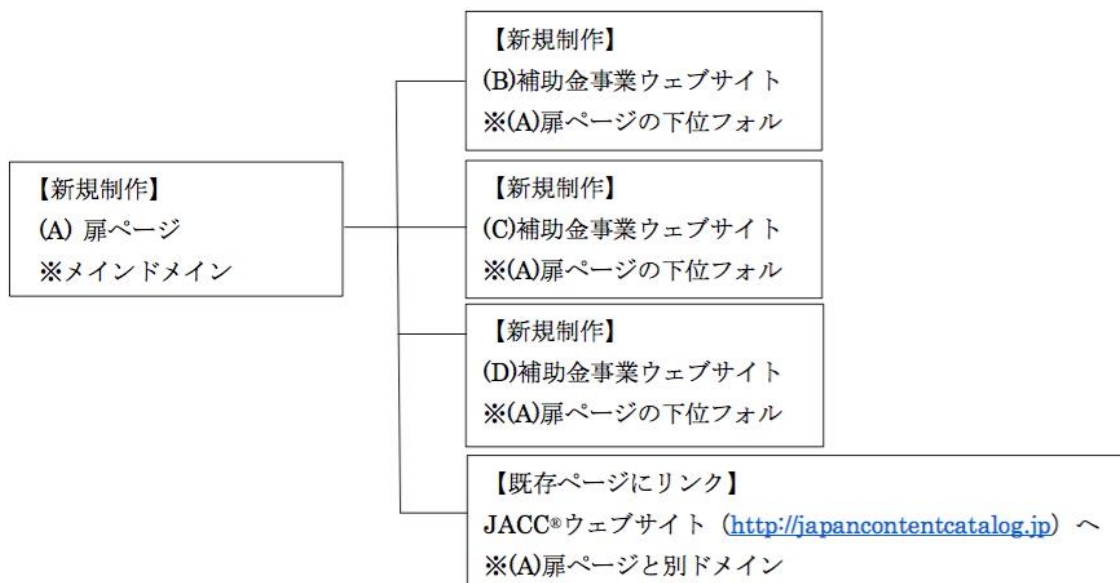 【新規制作】
(A) 扉ページ
※メインドメイン
【新規制作】
(B)補助金事業ウェブサイト
※(A)扉ページの下位フォル
【新規制作】
(C)補助金事業ウェブサイト
※(A)扉ページの下位フォル
【新規制作】
(D)補助金事業ウェブサイト
※(A)扉ページの下位フォル
【既存ページにリンク】
JACC®ウェブサイト（http://japancontentcatalog.jp）へ
※(A)扉ページと別ドメイン